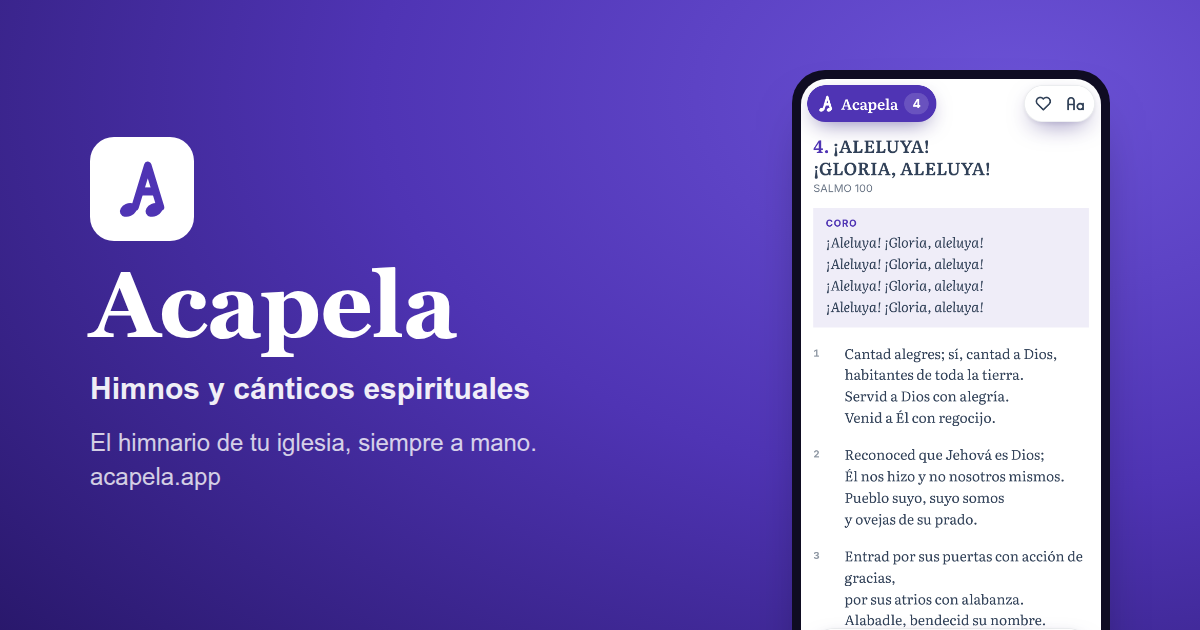 Acapela
Himnos y cánticos espirituales
El himnario de tu iglesia, siempre a mano.
acapela.app
Acapela 4
Aa
4. ¡ALELUYA!
¡GLORIA, ALELUYA!
SALMO 100
CORO
¡Aleluya! ¡Gloria, aleluya!
¡Aleluya! ¡Gloria, aleluya!
¡Aleluya! ¡Gloria, aleluya!
¡Aleluya! ¡Gloria, aleluya!
1 Cantad alegres; sí, cantad a Dios,
habitantes de toda la tierra.
Servid a Dios con alegría.
Venid a Él con regocijo.
2 Reconoced que Jehová es Dios;
Él nos hizo y no nosotros mismos.
Pueblo suyo, suyo somos
y ovejas de su prado.
3 Entrad por sus puertas con acción de
gracias,
por sus atrios con alabanza.
Alabadle, bendecid su nombre.